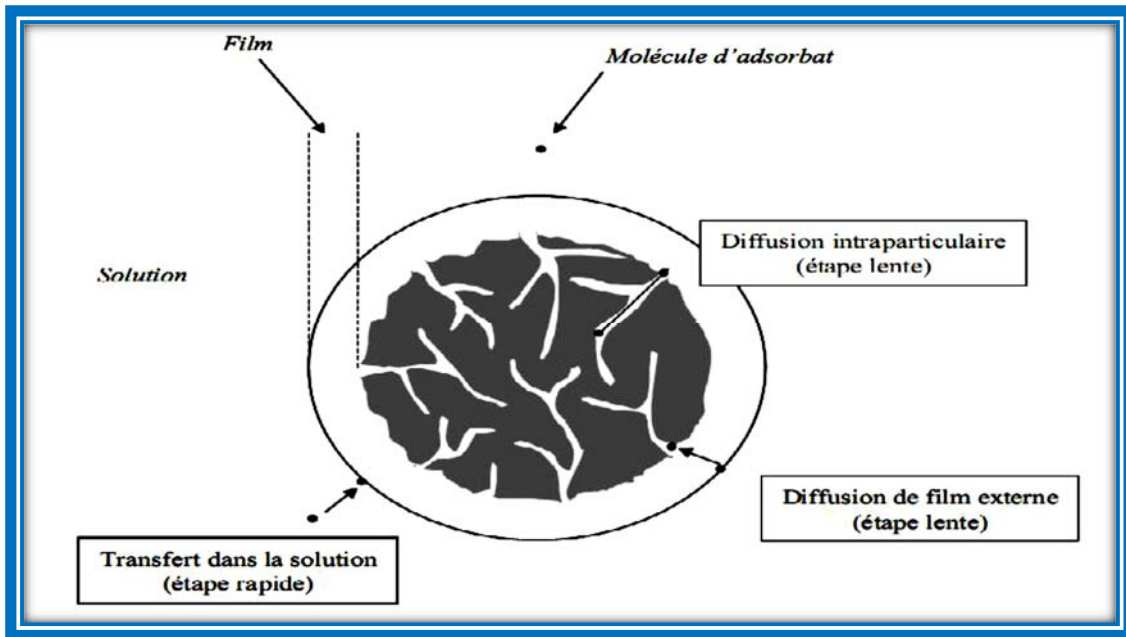 Film
Molécule d'adsorbat
Diffusion intraparticulaire
(étape lente)
Solution
Diffusion de film externe
(étape lente)
Transfert dans la solution
(étape rapide)